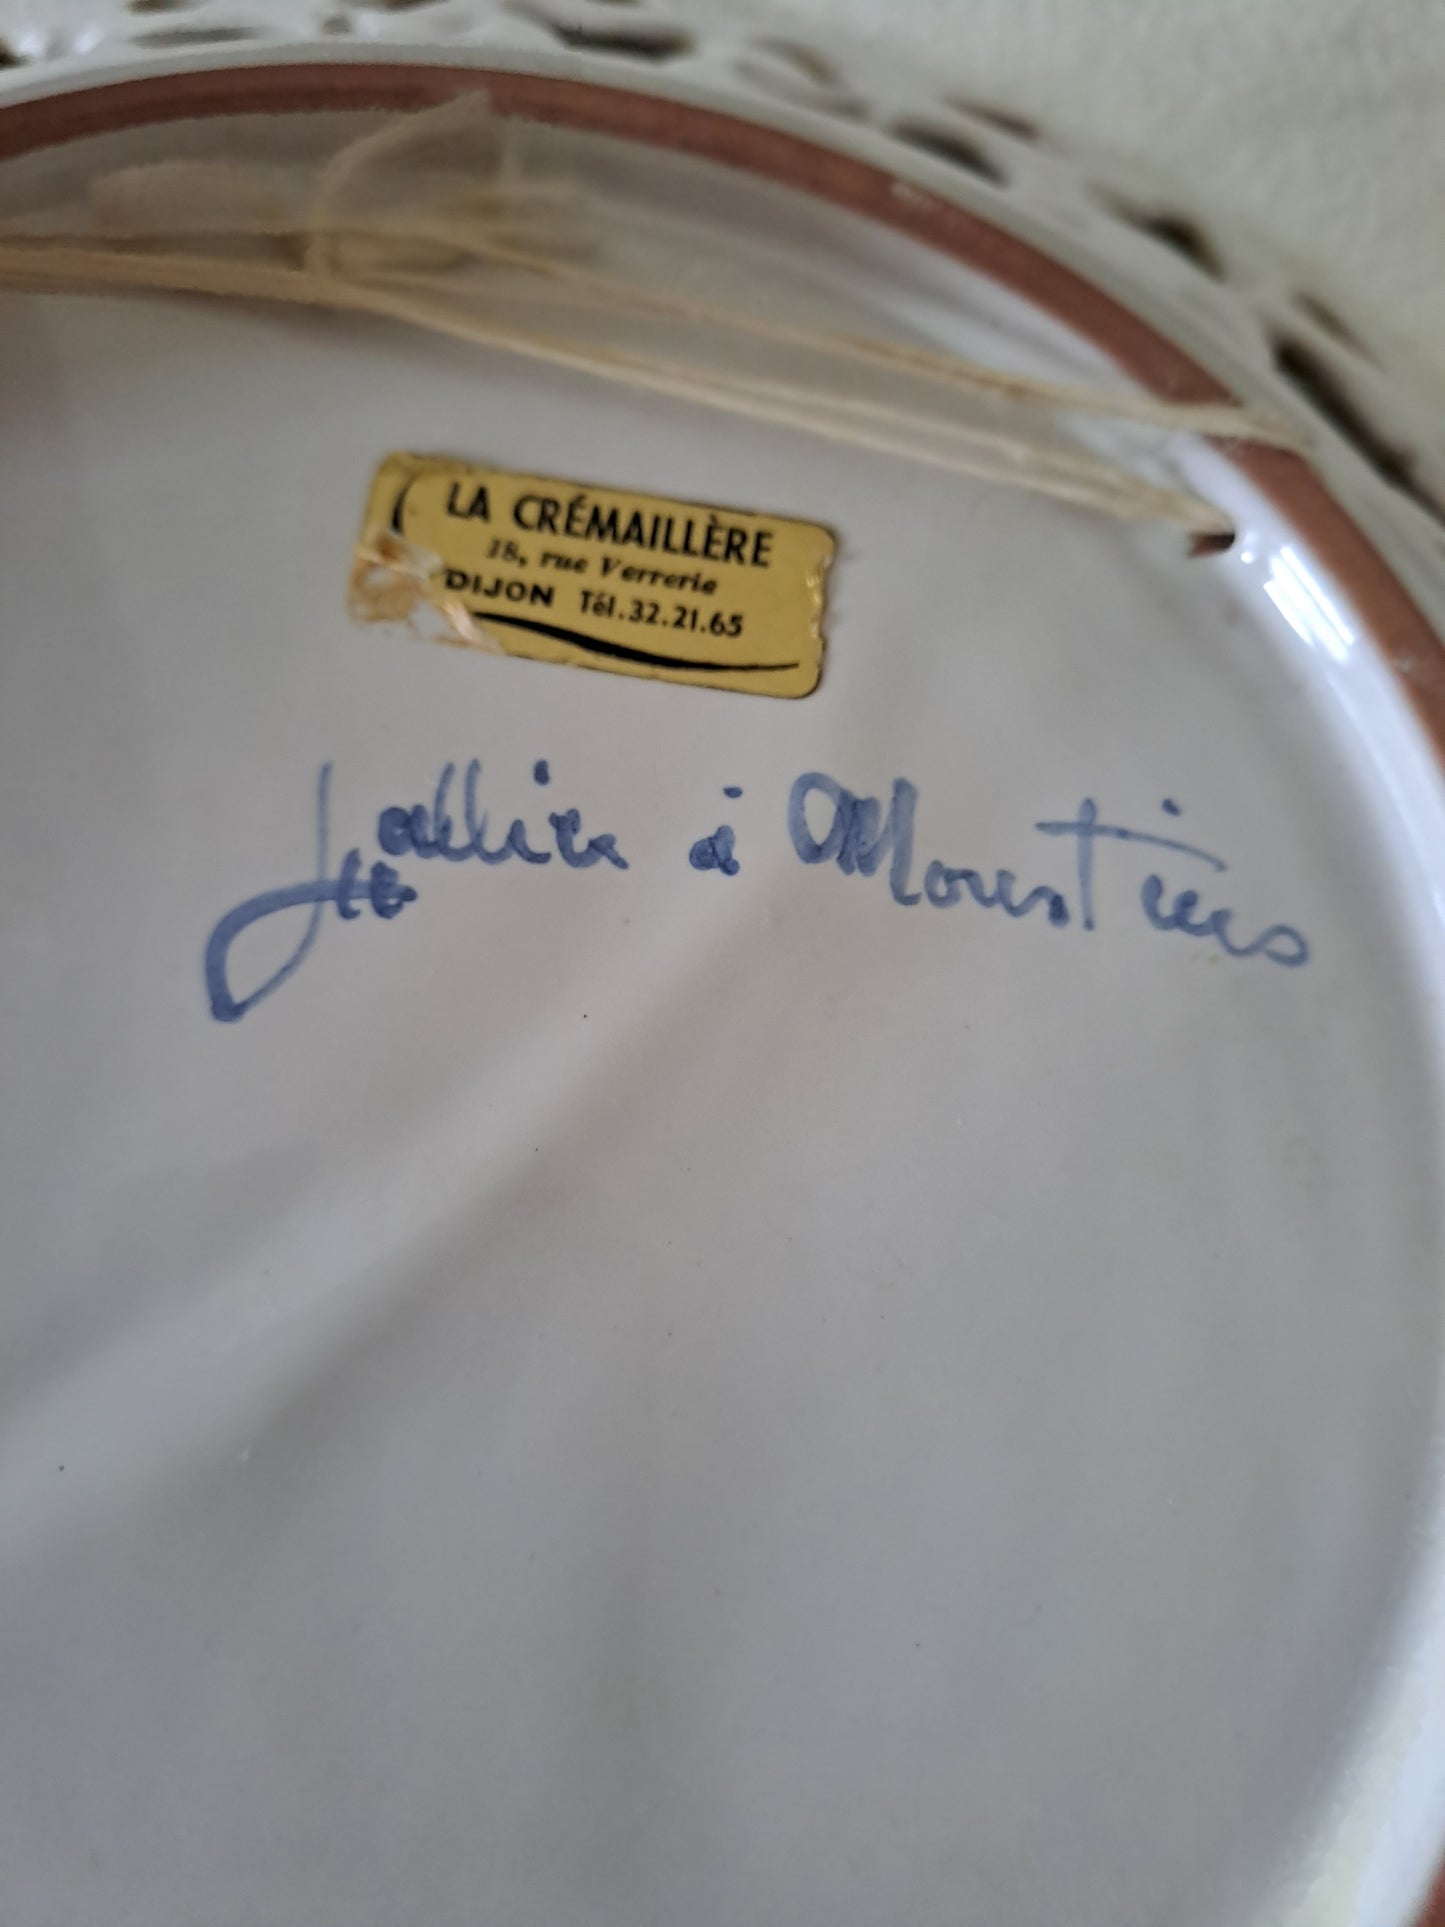 LA CRÉMAILLÈRE
18, rue Verrerie
DIJON Tél.32.21.65
à Moustiers